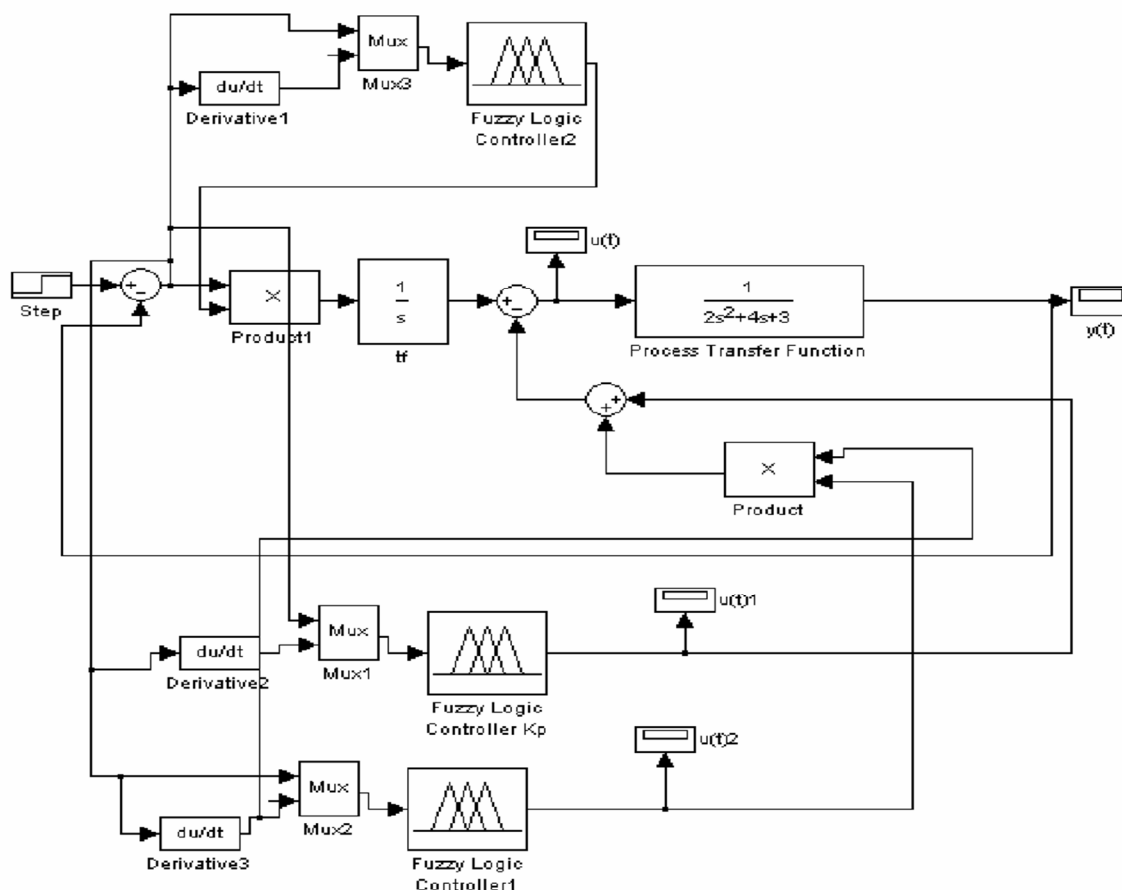 Mux
Mux3
du/dt
Derivative1
Fuzzy Logic
Controller2
Step
+
−
X
Product1
1
s
tf
+
−
u(t)
1
2s²+4s+3
Process Transfer Function
y(t)
+
+
X
Product
du/dt
Derivative2
Mux
Mux1
Fuzzy Logic
Controller Kp
u(t)1
du/dt
Derivative3
Mux
Mux2
Fuzzy Logic
Controller1
u(t)2